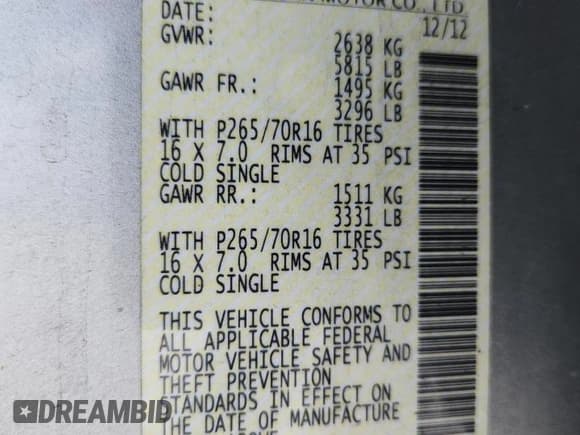 MOTOR CO., LTD
DATE: 12/12
GVWR: 2638 KG
5815 LB
GAWR FR.: 1495 KG
3296 LB
WITH P265/70R16 TIRES
16 X 7.0 RIMS AT 35 PSI
COLD SINGLE
GAWR RR.: 1511 KG
3331 LB
WITH P265/70R16 TIRES
16 X 7.0 RIMS AT 35 PSI
COLD SINGLE
THIS VEHICLE CONFORMS TO
ALL APPLICABLE FEDERAL
MOTOR VEHICLE SAFETY AND
THEFT PREVENTION
STANDARDS IN EFFECT ON
THE DATE OF MANUFACTURE
DREAMBID